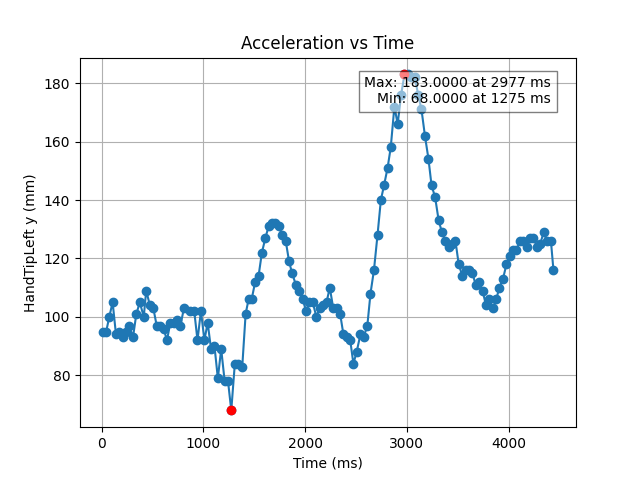 Acceleration vs Time
Max: 183.0000 at 2977 ms
Min: 68.0000 at 1275 ms
HandTipLeft y (mm)
180
160
140
120
100
80
0 1000 2000 3000 4000
Time (ms)